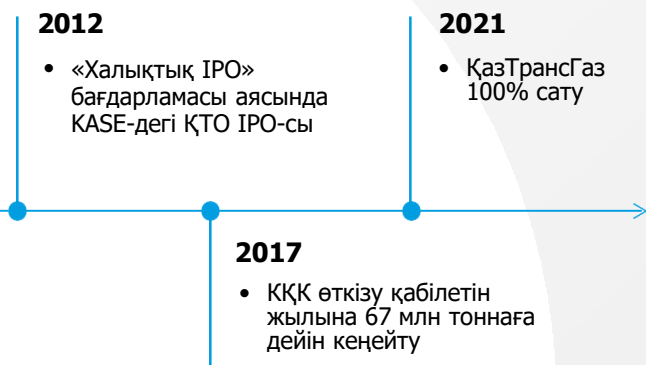 2012
• «Халықтық IPO»
бағдарламасы аясында
KASE-дегі ҚТО IPO-сы
2017
• КҚК өткізу қабілетін
жылына 67 млн тоннаға
дейін кеңейту
2021
• ҚазТрансГаз
100% сату